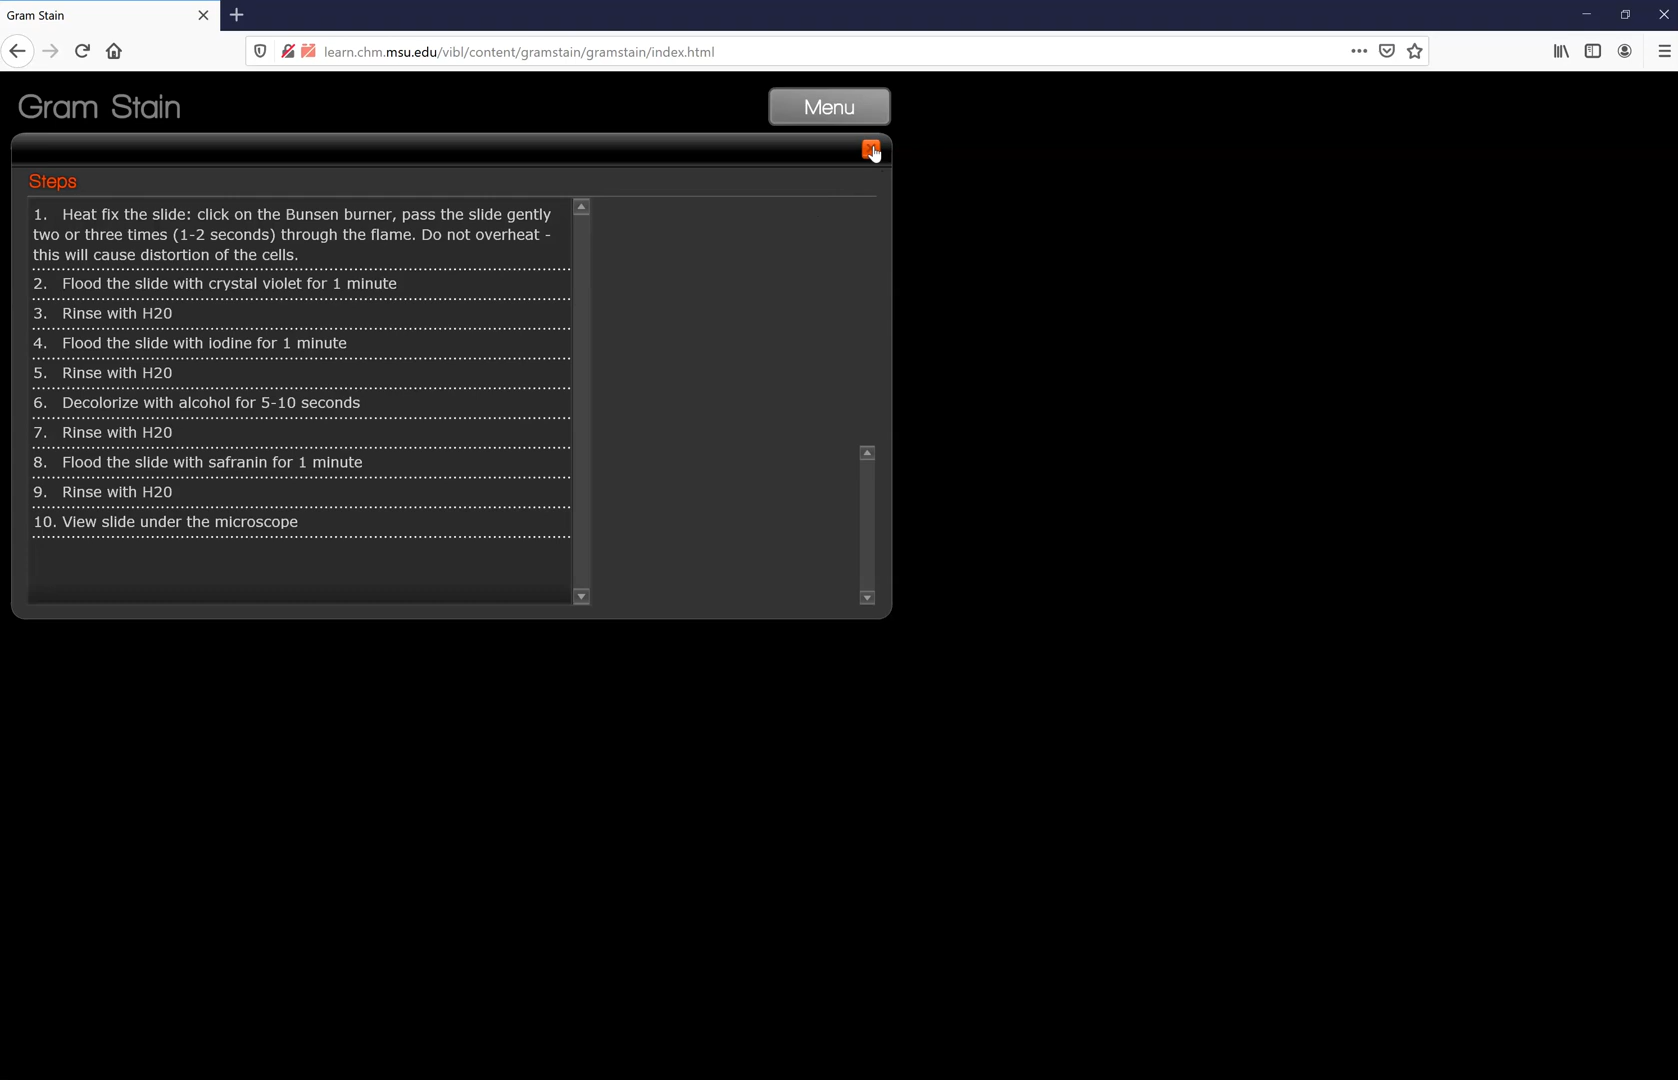 Gram Stain
learn.chm.msu.edu/vibl/content/gramstain/gramstain/index.html
Gram Stain
Menu
Steps
1. Heat fix the slide: click on the Bunsen burner, pass the slide gently
two or three times (1-2 seconds) through the flame. Do not overheat -
this will cause distortion of the cells.
2. Flood the slide with crystal violet for 1 minute
3. Rinse with H20
4. Flood the slide with iodine for 1 minute
5. Rinse with H20
6. Decolorize with alcohol for 5-10 seconds
7. Rinse with H20
8. Flood the slide with safranin for 1 minute
9. Rinse with H20
10. View slide under the microscope